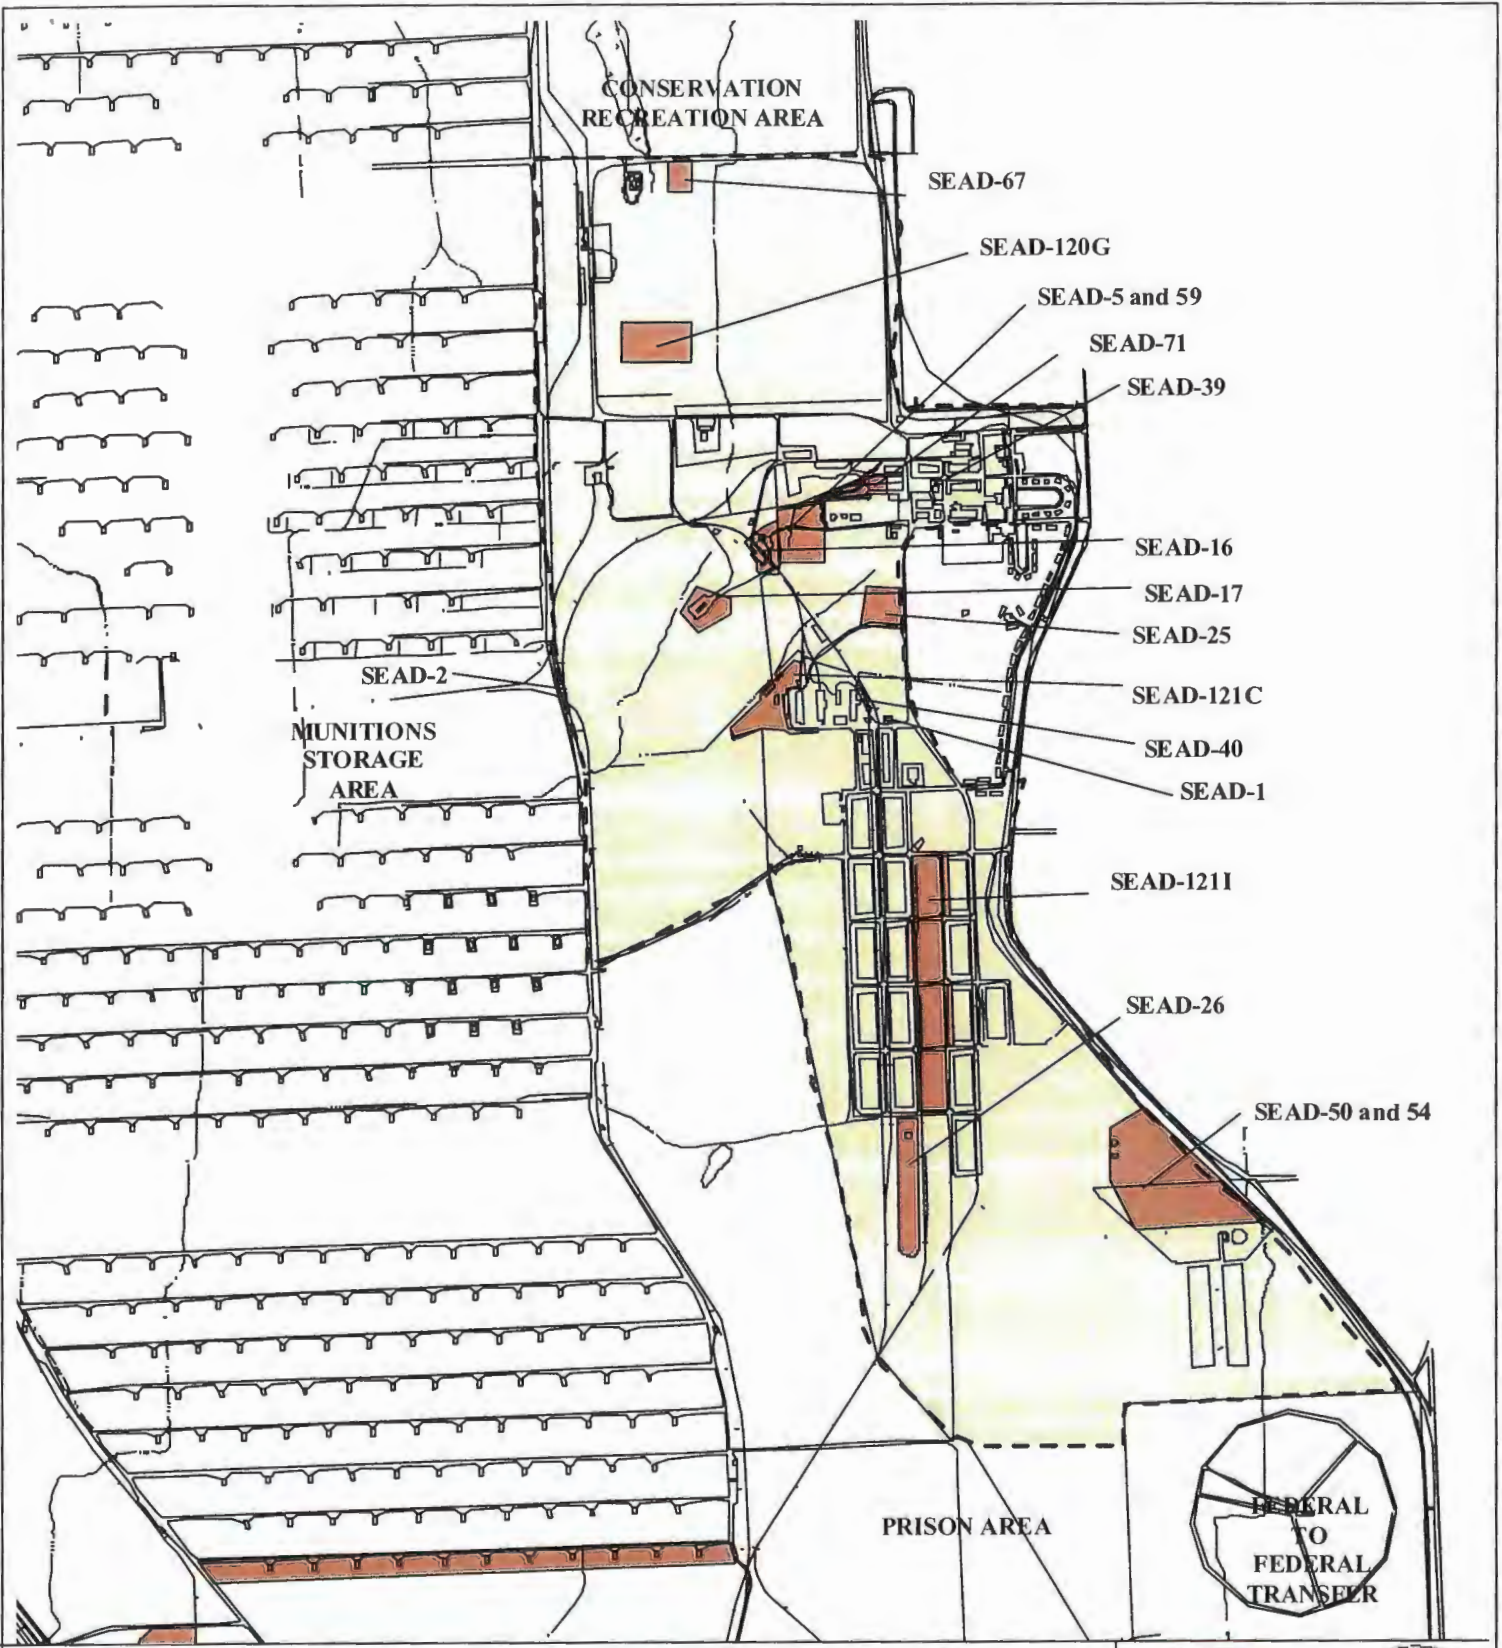 CONSERVATION
RECREATION AREA
SEAD-67
SEAD-120G
SEAD-5 and 59
SEAD-71
SEAD-39
SEAD-16
SEAD-17
SEAD-25
SEAD-2
SEAD-121C
MUNITIONS
STORAGE
AREA
SEAD-40
SEAD-1
SEAD-121I
SEAD-26
SEAD-50 and 54
PRISON AREA
FEDERAL
TO
FEDERAL
TRANSFER